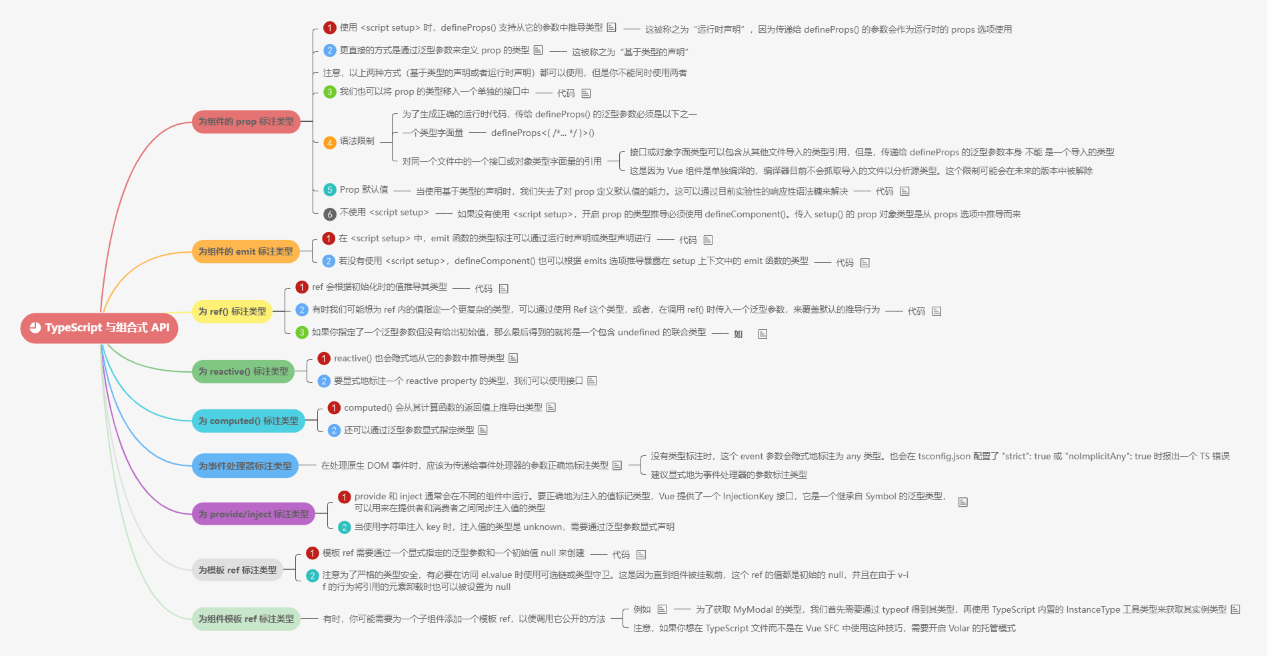 TypeScript 与组合式 API
为组件的 prop 标注类型
1 使用 <script setup> 时，defineProps() 支持从它的参数中推导类型
这被称之为 “运行时声明” ，因为传递给 defineProps() 的参数会作为运行时的 props 选项使用
2 更直接的方式是通过泛型参数来定义 prop 的类型
这被称之为 “基于类型的声明”
注意，以上两种方式（基于类型的声明或者运行时声明）都可以使用，但是你不能同时使用两者
3 我们也可以将 prop 的类型移入一个单独的接口中
代码
4 语法限制
为了生成正确的运行时代码，传给 defineProps() 的泛型参数必须是以下之一
一个类型字面量
defineProps<{ /*... */ }>()
对同一个文件中的一个接口或对象类型字面量的引用
接口或对象字面类型可以包含从其他文件导入的类型引用，但是，传递给 defineProps 的泛型参数本身 不能 是一个导入的类型
这是因为 Vue 组件是单独编译的，编译器目前不会抓取导入的文件以分析源类型。这个限制可能会在未来的版本中被解除
5 Prop 默认值
当使用基于类型的声明时，我们失去了对 prop 定义默认值的能力。这可以通过目前实验性的响应性语法糖来解决
代码
6 不使用 <script setup>
如果没有使用 <script setup>，开启 prop 的类型推导必须使用 defineComponent()。传入 setup() 的 prop 对象类型是从 props 选项中推导而来
为组件的 emit 标注类型
1 在 <script setup> 中，emit 函数的类型标注可以通过运行时声明或类型声明进行
代码
2 若没有使用 <script setup>，defineComponent() 也可以根据 emits 选项推导暴露在 setup 上下文中的 emit 函数的类型
代码
为 ref() 标注类型
1 ref 会根据初始化时的值推导其类型
代码
2 有时我们可能想为 ref 内的值指定一个更复杂的类型，可以通过使用 Ref 这个类型，或者，在调用 ref() 时传入一个泛型参数，来覆盖默认的推导行为
代码
3 如果你指定了一个泛型参数但没有给出初始值，那么最后得到的就将是一个包含 undefined 的联合类型
如
为 reactive() 标注类型
1 reactive() 也会隐式地从它的参数中推导类型
2 要显式地标注一个 reactive property 的类型，我们可以使用接口
为 computed() 标注类型
1 computed() 会从其计算函数的返回值上推导出类型
2 还可以通过泛型参数显式指定类型
为事件处理器标注类型
在处理原生 DOM 事件时，应该为传递给事件处理器的参数正确地标注类型
没有类型标注时，这个 event 参数会隐式地标注为 any 类型。也会在 tsconfig.json 配置了 "strict": true 或 "noImplicitAny": true 时报出一个 TS 错误
建议显式地为事件处理器的参数标注类型
为 provide/inject 标注类型
1 provide 和 inject 通常会在不同的组件中运行。要正确地为注入的值标记类型，Vue 提供了一个 InjectionKey 接口，它是一个继承自 Symbol 的泛型类型，
可以用来在提供者和消费者之间同步注入值的类型
2 当使用字符串注入 key 时，注入值的类型是 unknown，需要通过泛型参数显式声明
为模板 ref 标注类型
1 模板 ref 需要通过一个显式指定的泛型参数和一个初始值 null 来创建
代码
2 注意为了严格的类型安全，有必要在访问 el.value 时使用可选链或类型守卫。这是因为直到组件被挂载前，这个 ref 的值都是初始的 null，并且在由于 v-i
f 的行为将引用的元素卸载时也可以被设置为 null
为组件模板 ref 标注类型
有时，你可能需要为一个子组件添加一个模板 ref，以便调用它公开的方法
例如
为了获取 MyModal 的类型，我们首先需要通过 typeof 得到其类型，再使用 TypeScript 内置的 InstanceType 工具类型来获取其实例类型
注意，如果你想在 TypeScript 文件而不是在 Vue SFC 中使用这种技巧，需要开启 Volar 的托管模式